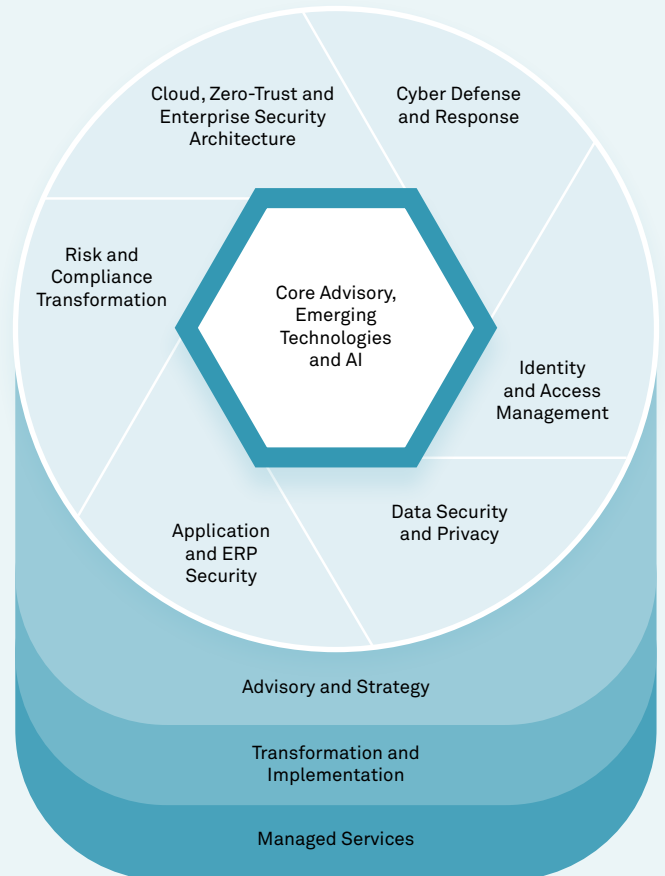 Cloud, Zero-Trust and
Enterprise Security
Architecture
Cyber Defense
and Response
Risk and
Compliance
Transformation
Core Advisory,
Emerging
Technologies
and AI
Identity
and Access
Management
Data Security
and Privacy
Application
and ERP
Security
Advisory and Strategy
Transformation and
Implementation
Managed Services